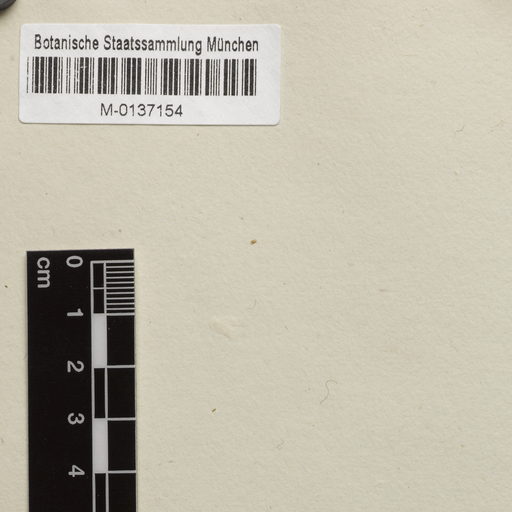 Botanische Staatssammlung München
M-0137154
cm
0
1
2
3
4